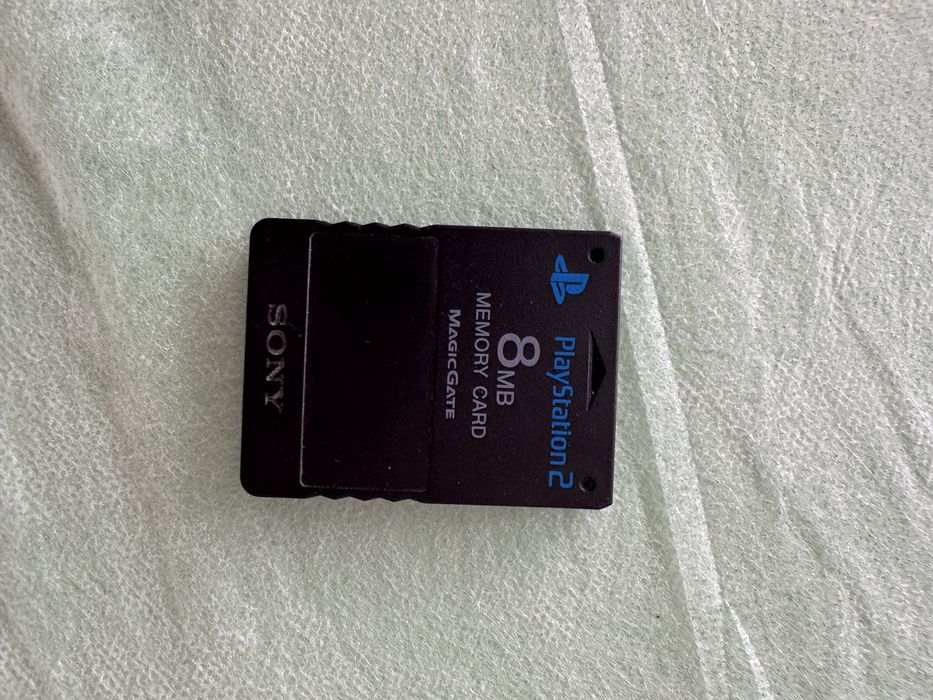 PlayStation 2
8MB
MEMORY CARD
MAGICGATE
SONY